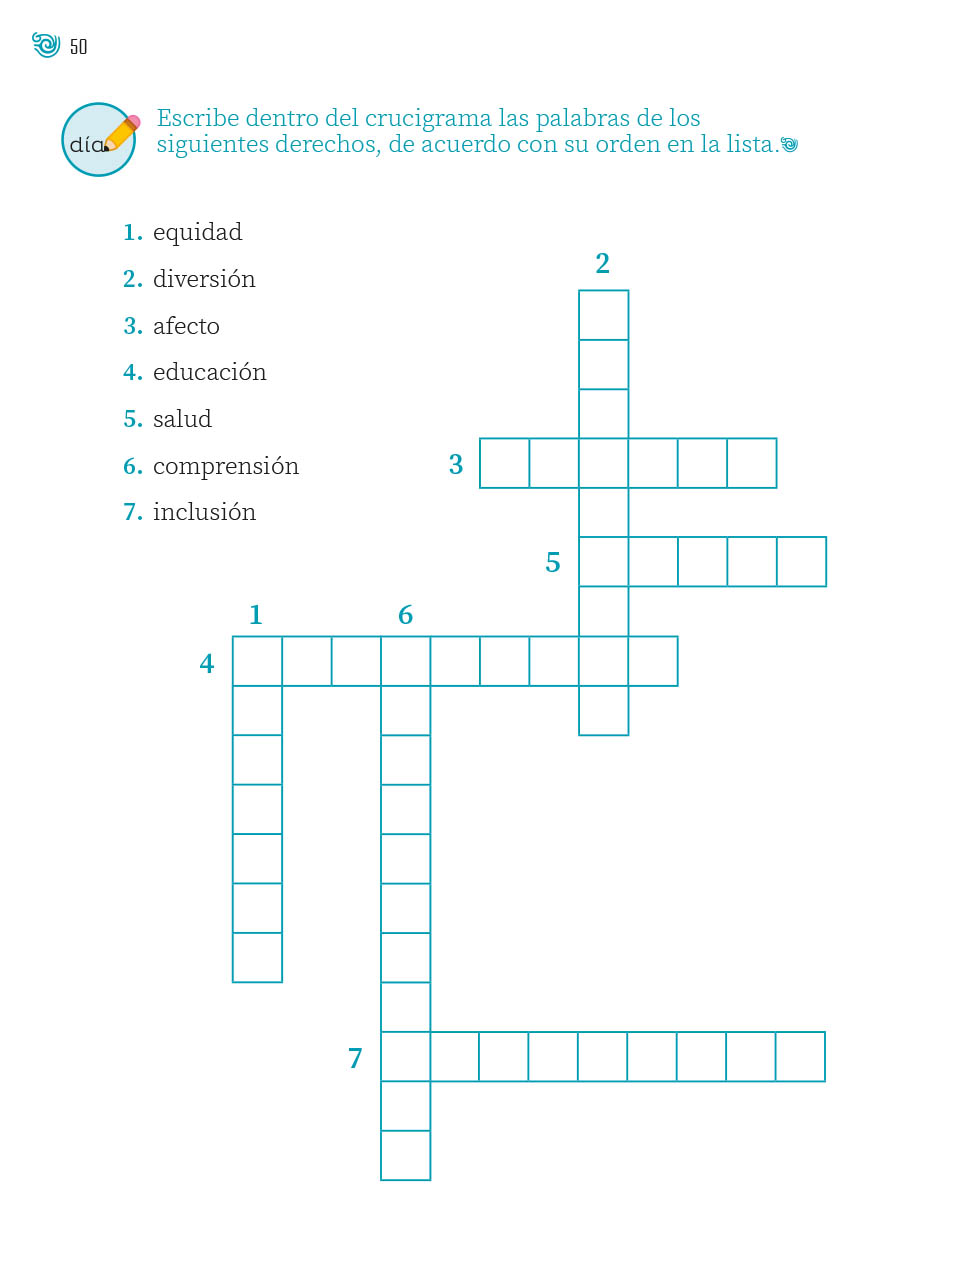 50
día
Escribe dentro del crucigrama las palabras de los
siguientes derechos, de acuerdo con su orden en la lista.
1. equidad
2. diversión
3. afecto
4. educación
5. salud
6. comprensión
7. inclusión
2
3
5
1 6
4
7